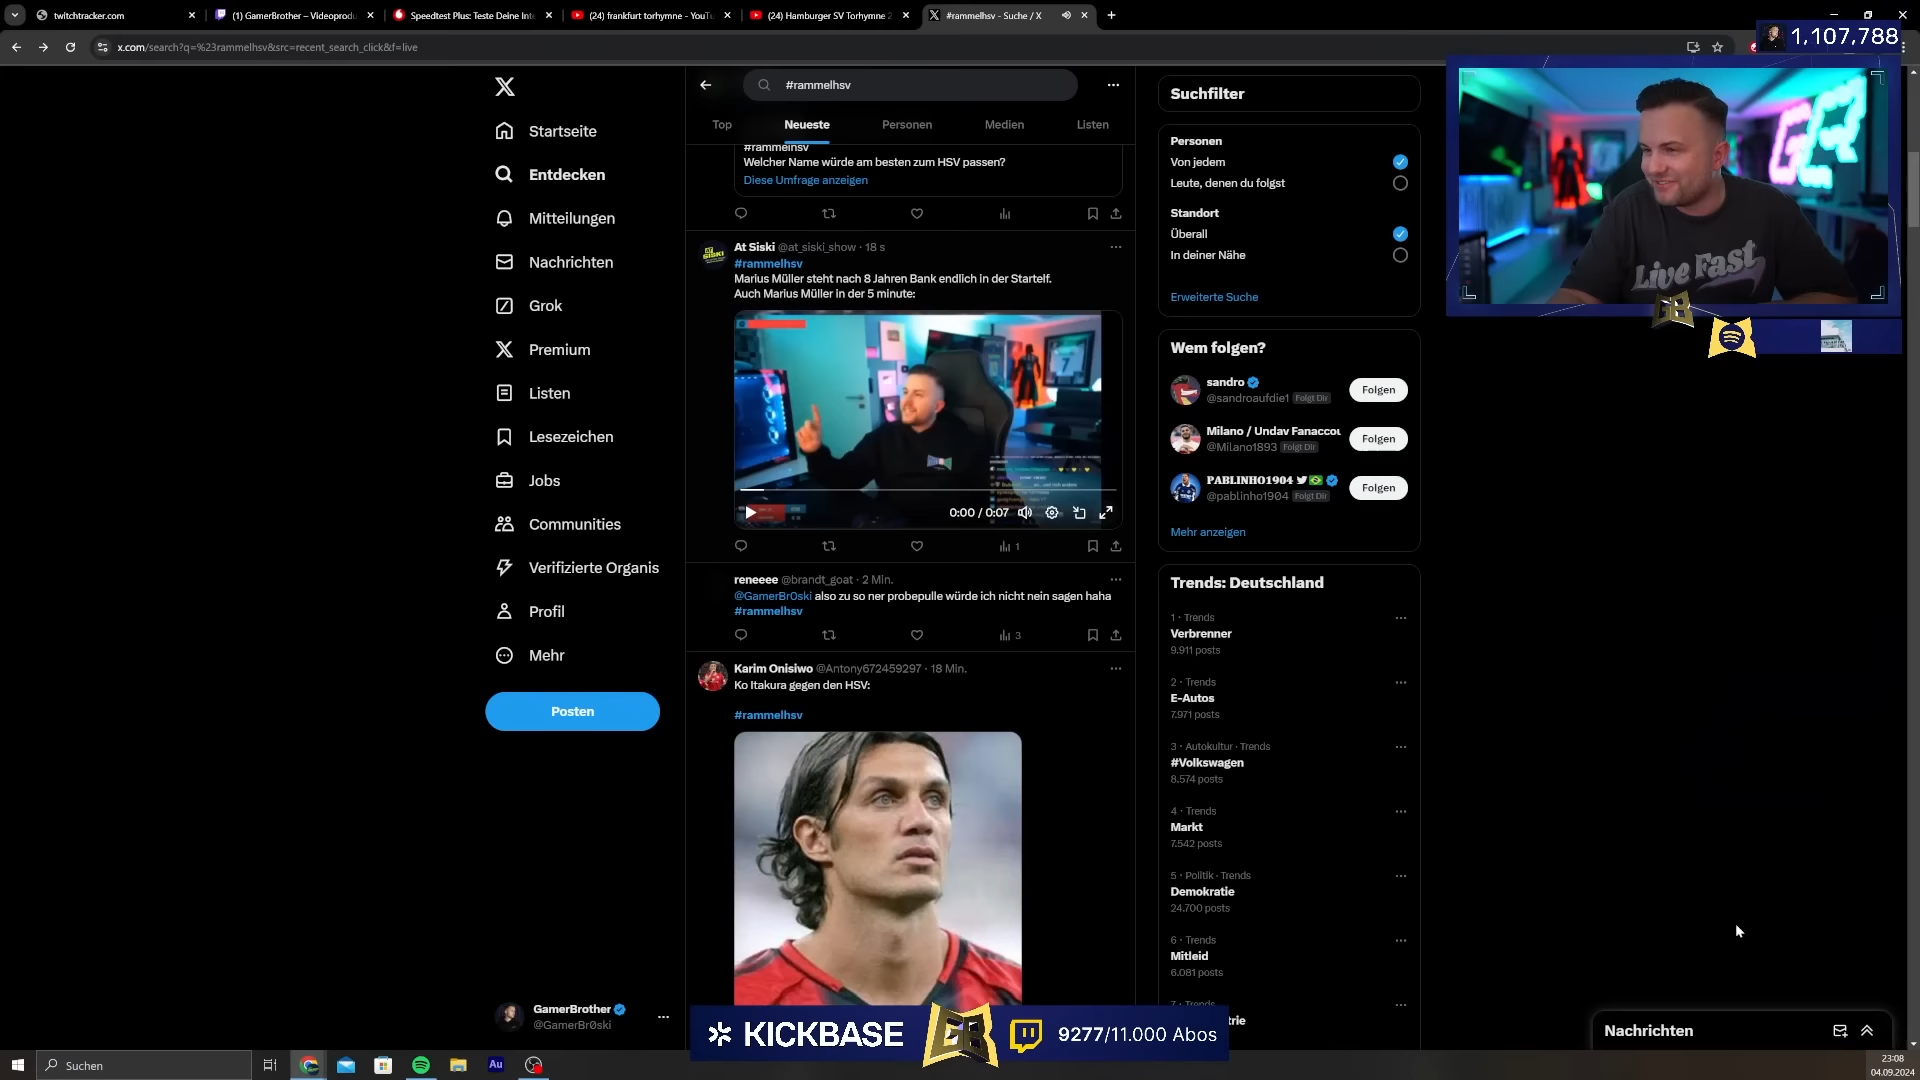 twitchtracker.com
(1) GamerBrother – Videoprodu
Speedtest Plus: Teste Deine Inte
(24) frankfurt torhymne - YouTu
(24) Hamburger SV Torhymne 2
#rammelhsv - Suche / X
x.com/search?q=%23rammelhsv&src=recent_search_click&f=live
1,107,788
Startseite
Entdecken
Mitteilungen
Nachrichten
Grok
Premium
Listen
Lesezeichen
Jobs
Communities
Verifizierte Organis
Profil
Mehr
Posten
GamerBrother
@GamerBr0ski
#rammelhsv
Top
Neueste
Personen
Medien
Listen
#rammelhsv
Welcher Name würde am besten zum HSV passen?
Diese Umfrage anzeigen
At Siski @at_siski_show · 18 s
#rammelhsv
Marius Müller steht nach 8 Jahren Bank endlich in der Startelf.
Auch Marius Müller in der 5 minute:
0:00 / 0:07
1
reneeee @brandt_goat · 2 Min.
@GamerBr0ski also zu so ner probepulle würde ich nicht nein sagen haha
#rammelhsv
3
Karim Onisiwo @Antony672459297 · 18 Min.
Ko Itakura gegen den HSV:
#rammelhsv
Suchfilter
Personen
Von jedem
Leute, denen du folgst
Standort
Überall
In deiner Nähe
Erweiterte Suche
Wem folgen?
sandro
@sandroaufdie1 Folgt Dir
Folgen
Milano / Undav Fanaccou
@Milano1893 Folgt Dir
Folgen
PABLINHO1904
@pablinho1904 Folgt Dir
Folgen
Mehr anzeigen
Trends: Deutschland
1 · Trends
Verbrenner
9.911 posts
2 · Trends
E-Autos
7.971 posts
3 · Autokultur · Trends
#Volkswagen
8.574 posts
4 · Trends
Markt
7.542 posts
5 · Politik · Trends
Demokratie
24.700 posts
6 · Trends
Mitleid
6.081 posts
7 · Trends
trie
Live Fast
GB
KICKBASE
GB
9277/11.000 Abos
Nachrichten
Suchen
Au
23:08
04.09.2024